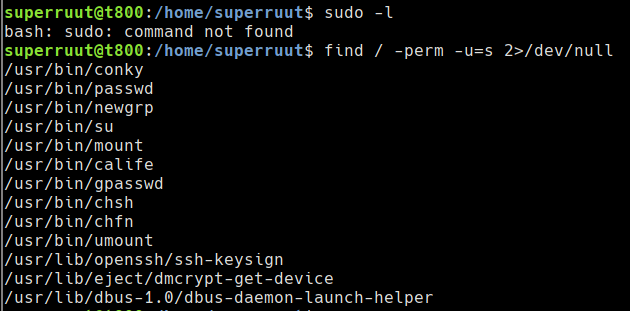 superruut@t800:/home/superruut$ sudo -l
bash: sudo: command not found
superruut@t800:/home/superruut$ find / -perm -u=s 2>/dev/null
/usr/bin/conky
/usr/bin/passwd
/usr/bin/newgrp
/usr/bin/su
/usr/bin/mount
/usr/bin/calife
/usr/bin/gpasswd
/usr/bin/chsh
/usr/bin/chfn
/usr/bin/umount
/usr/lib/openssh/ssh-keysign
/usr/lib/eject/dmcrypt-get-device
/usr/lib/dbus-1.0/dbus-daemon-launch-helper